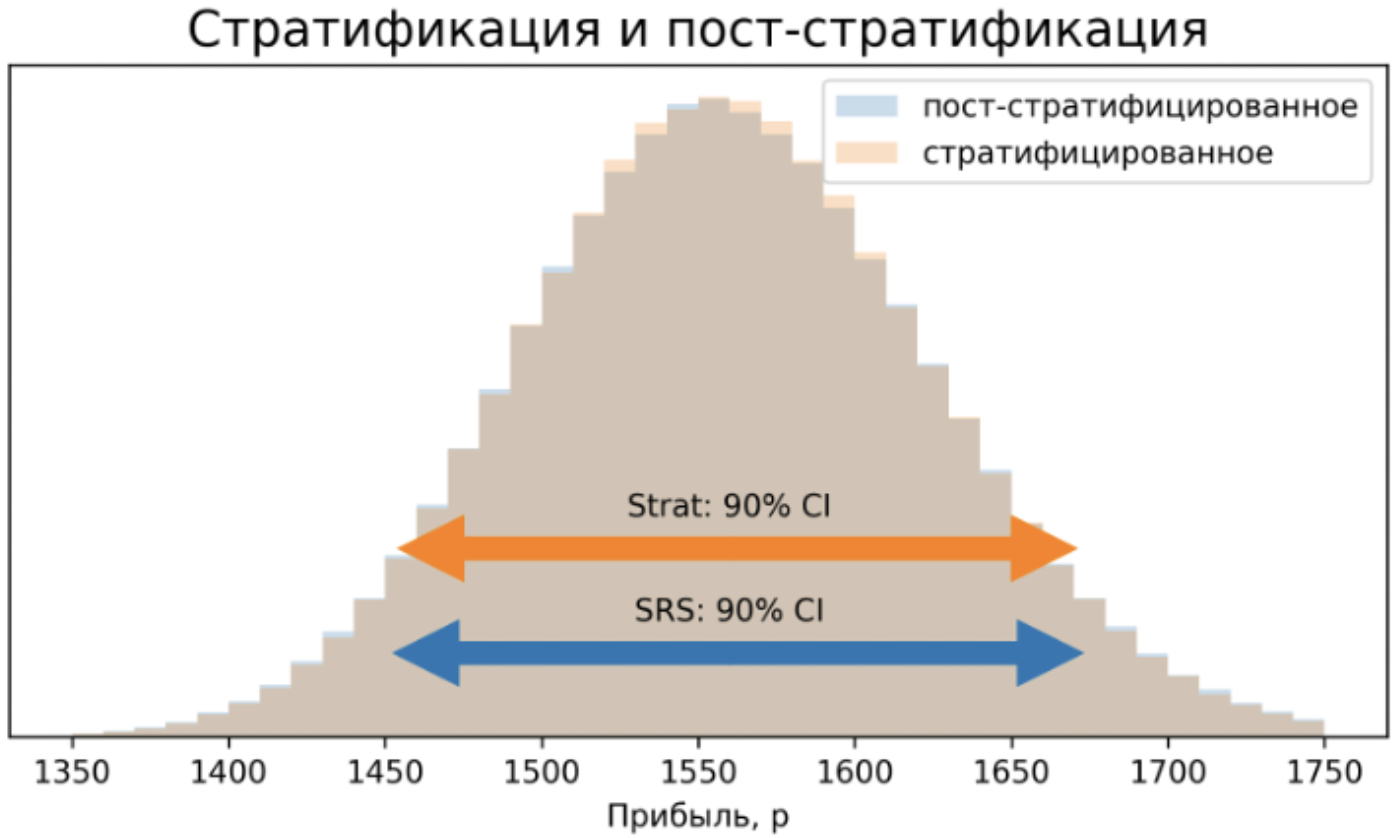 Стратификация и пост-стратификация
пост-стратифицированное
стратифицированное
Strat: 90% CI
SRS: 90% CI
1350 1400 1450 1500 1550 1600 1650 1700 1750
Прибыль, р